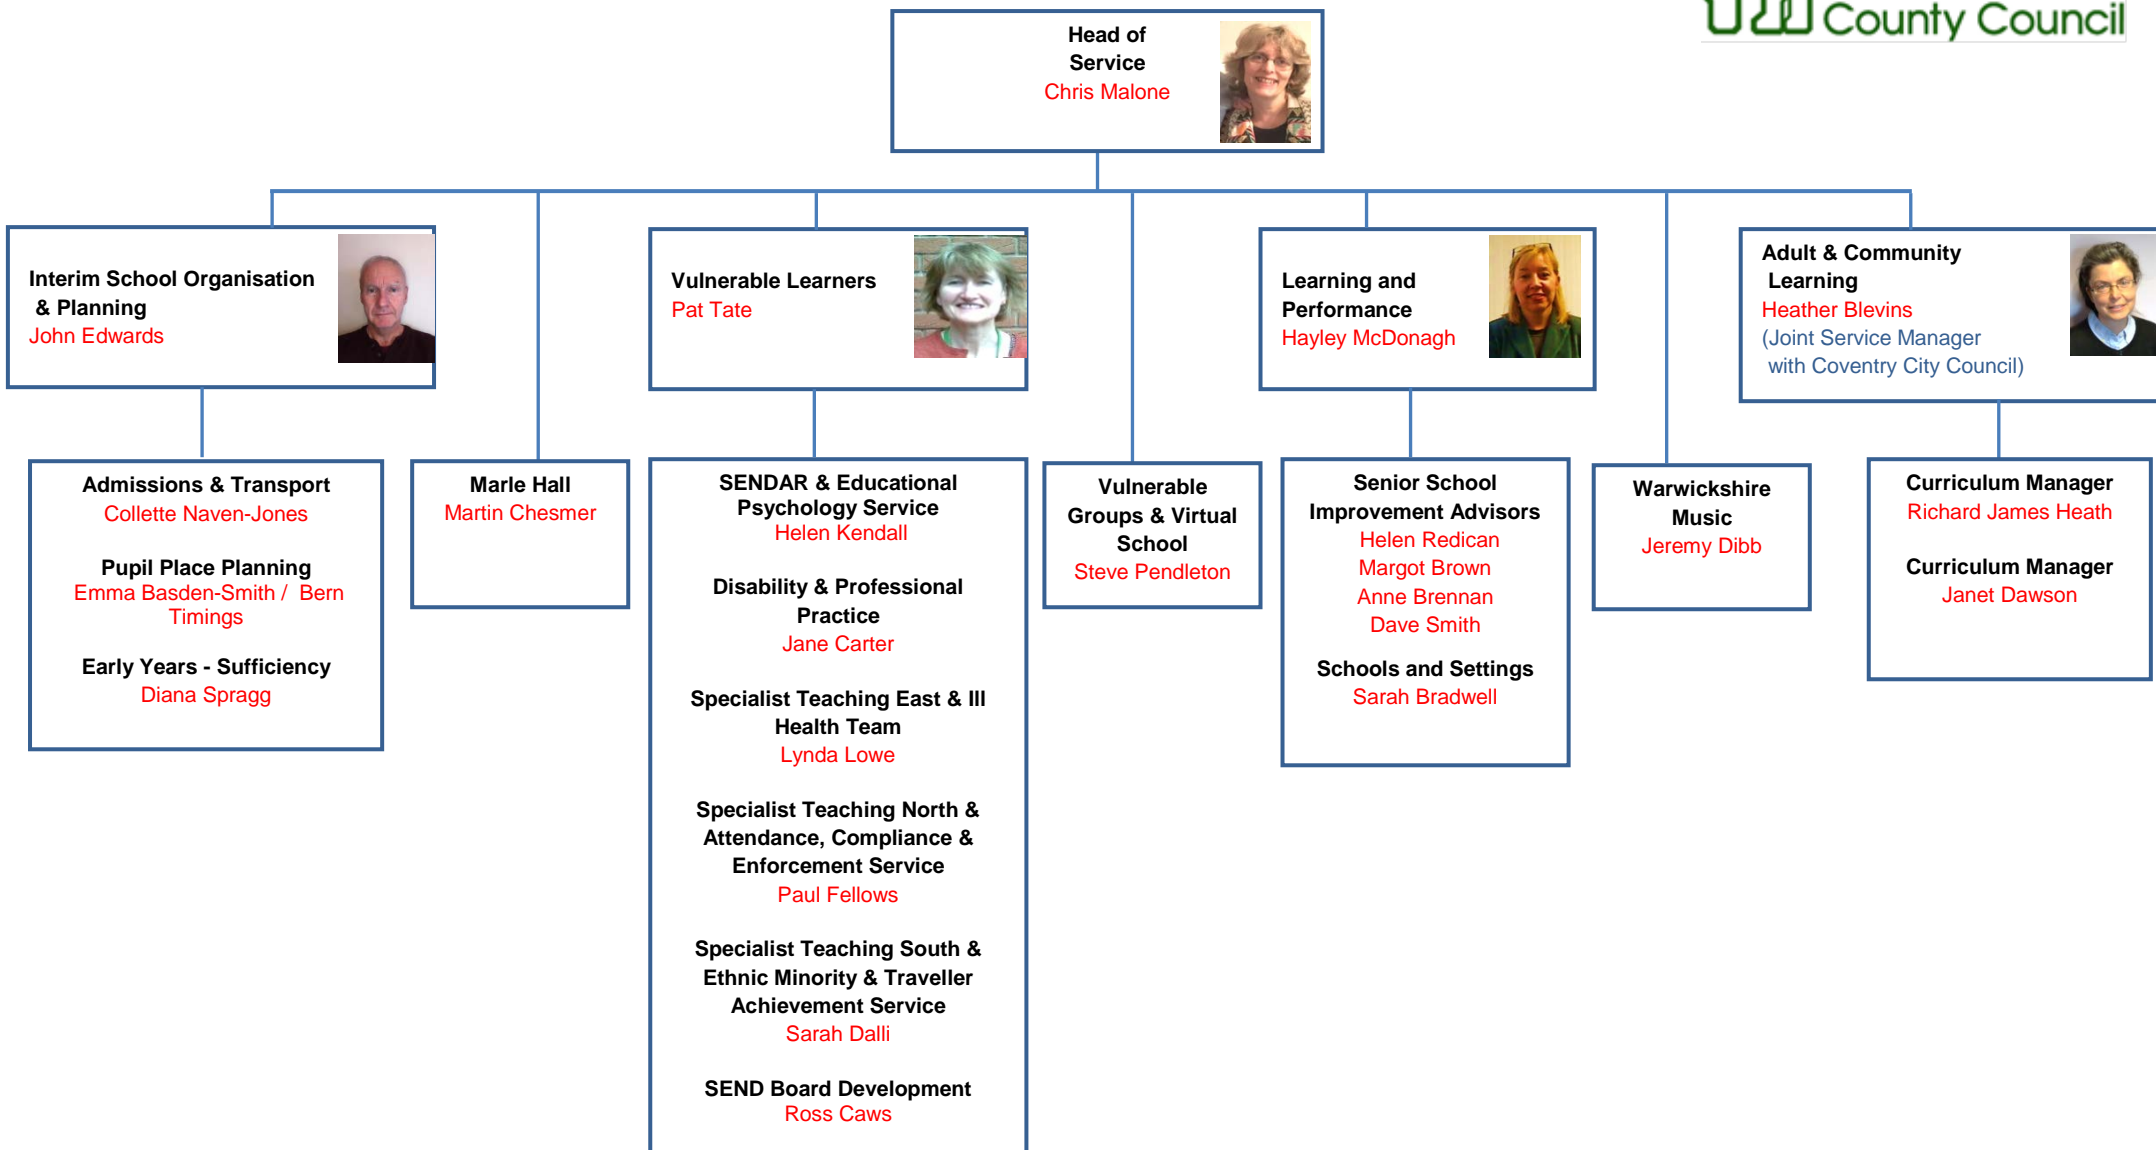 County Council
Head of
Service
Chris Malone
Interim School Organisation
& Planning
John Edwards
Vulnerable Learners
Pat Tate
Learning and
Performance
Hayley McDonagh
Adult & Community
Learning
Heather Blevins
(Joint Service Manager
with Coventry City Council)
Admissions & Transport
Collette Naven-Jones
Pupil Place Planning
Emma Basden-Smith / Bern
Timings
Early Years - Sufficiency
Diana Spragg
Marle Hall
Martin Chesmer
SENDAR & Educational
Psychology Service
Helen Kendall
Disability & Professional
Practice
Jane Carter
Specialist Teaching East & Ill
Health Team
Lynda Lowe
Specialist Teaching North &
Attendance, Compliance &
Enforcement Service
Paul Fellows
Specialist Teaching South &
Ethnic Minority & Traveller
Achievement Service
Sarah Dalli
SEND Board Development
Ross Caws
Vulnerable
Groups & Virtual
School
Steve Pendleton
Senior School
Improvement Advisors
Helen Redican
Margot Brown
Anne Brennan
Dave Smith
Schools and Settings
Sarah Bradwell
Warwickshire
Music
Jeremy Dibb
Curriculum Manager
Richard James Heath
Curriculum Manager
Janet Dawson